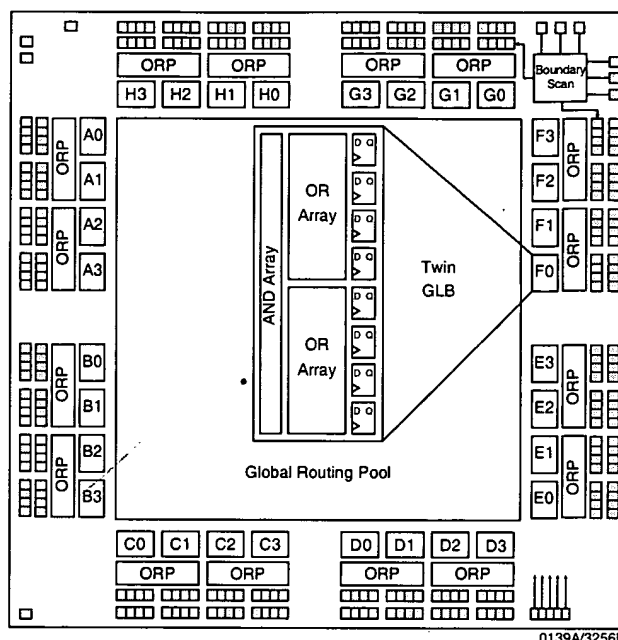 ORP ORP ORP ORP
H3 H2 H1 H0 G3 G2 G1 G0
Boundary
Scan
ORP
A0
A1
ORP
A2
A3
ORP
B0
B1
ORP
B2
B3
AND Array
OR
Array
OR
Array
D Q
D Q
D Q
D Q
D Q
D Q
D Q
D Q
Twin
GLB
Global Routing Pool
F3
F2
ORP
F1
F0
ORP
E3
E2
ORP
E1
E0
ORP
C0 C1 C2 C3 D0 D1 D2 D3
ORP ORP ORP ORP
0139A/3256